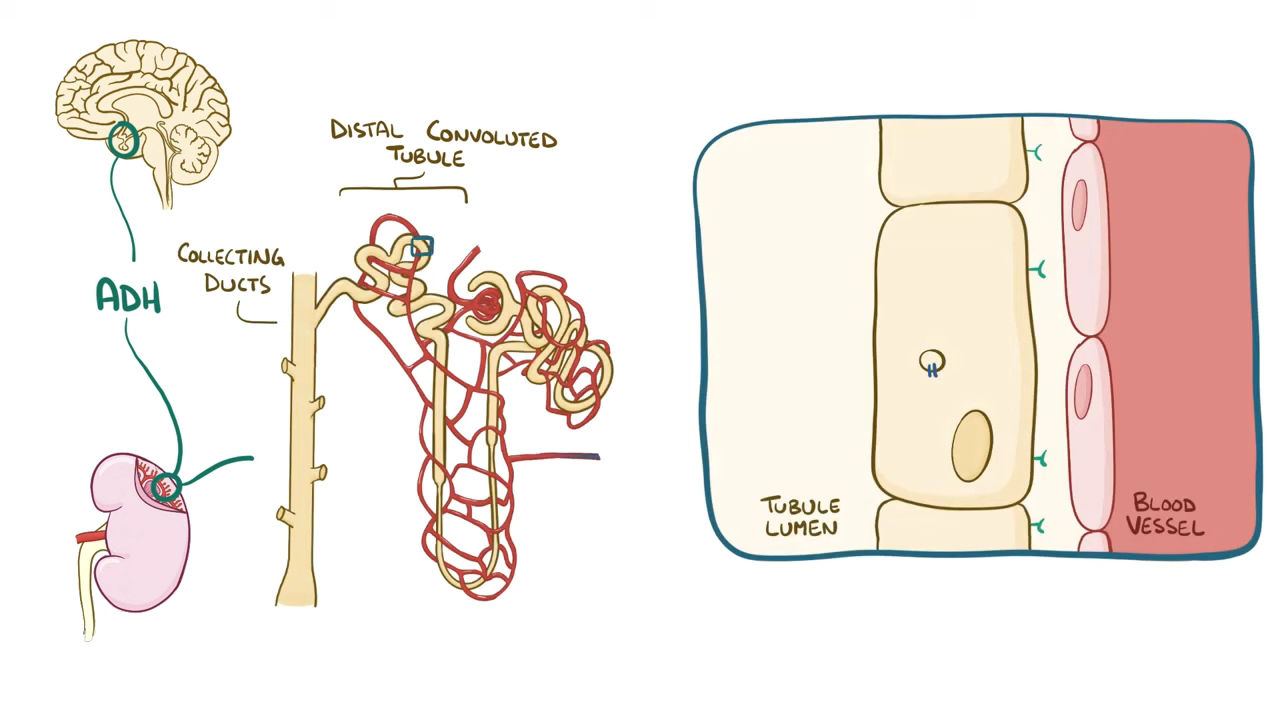 DISTAL CONVOLUTED
TUBULE
COLLECTING
DUCTS
ADH
TUBULE
LUMEN
BLOOD
VESSEL